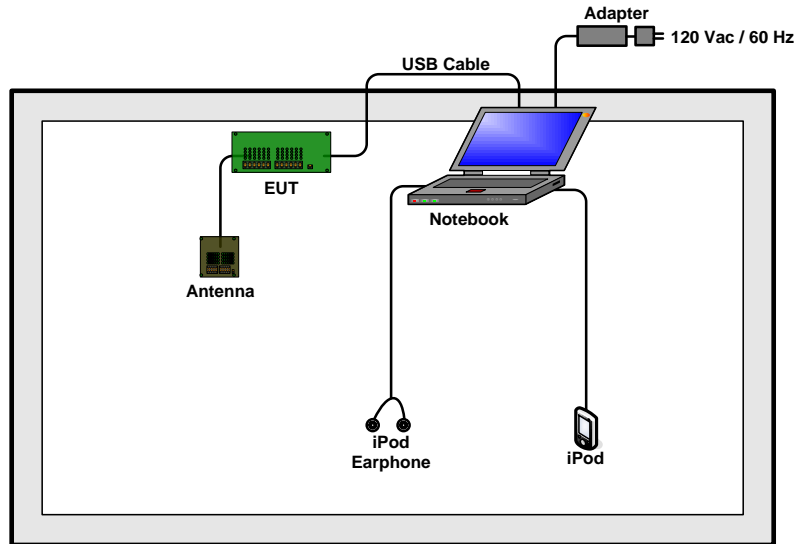 Adapter
120 Vac / 60 Hz
USB Cable
EUT
Notebook
Antenna
iPod
Earphone
iPod